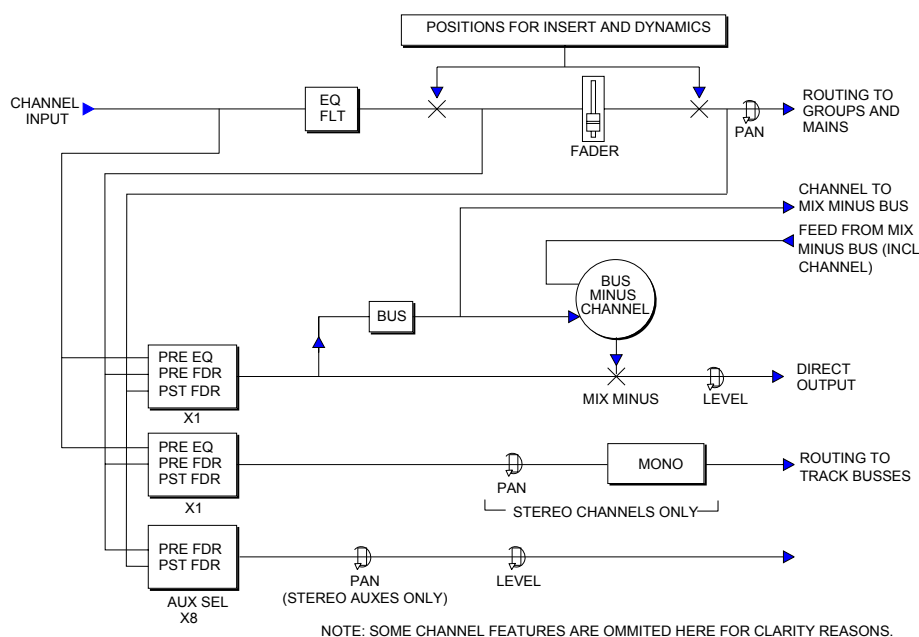 POSITIONS FOR INSERT AND DYNAMICS
CHANNEL
INPUT
EQ
FLT
FADER
PAN
ROUTING TO
GROUPS AND
MAINS
CHANNEL TO
MIX MINUS BUS
FEED FROM MIX
MINUS BUS (INCL
CHANNEL)
BUS
MINUS
CHANNEL
BUS
PRE EQ
PRE FDR
PST FDR
X1
MIX MINUS
LEVEL
DIRECT
OUTPUT
PRE EQ
PRE FDR
PST FDR
X1
PAN
MONO
ROUTING TO
TRACK BUSSES
STEREO CHANNELS ONLY
PRE FDR
PST FDR
AUX SEL
X8
PAN
(STEREO AUXES ONLY)
LEVEL
NOTE: SOME CHANNEL FEATURES ARE OMMITED HERE FOR CLARITY REASONS.